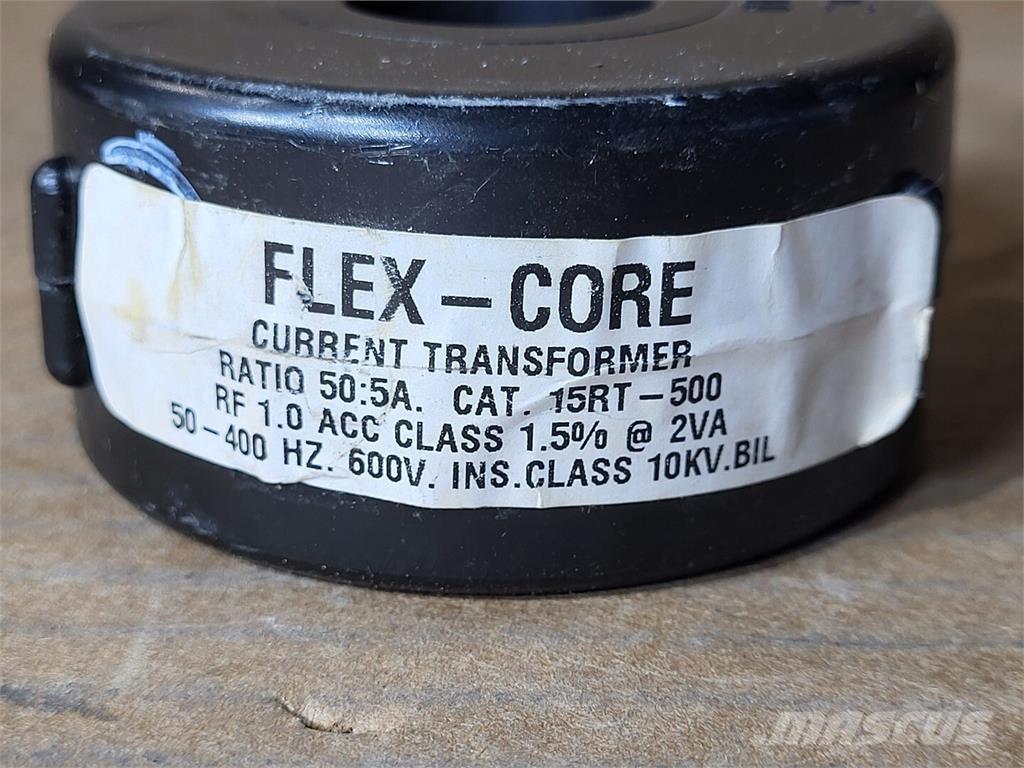 FLEX-CORE
CURRENT TRANSFORMER
RATIO 50:5A. CAT. 15RT-500
RF 1.0 ACC CLASS 1.5% @ 2VA
50-400 HZ. 600V. INS.CLASS 10KV.BIL
mascus